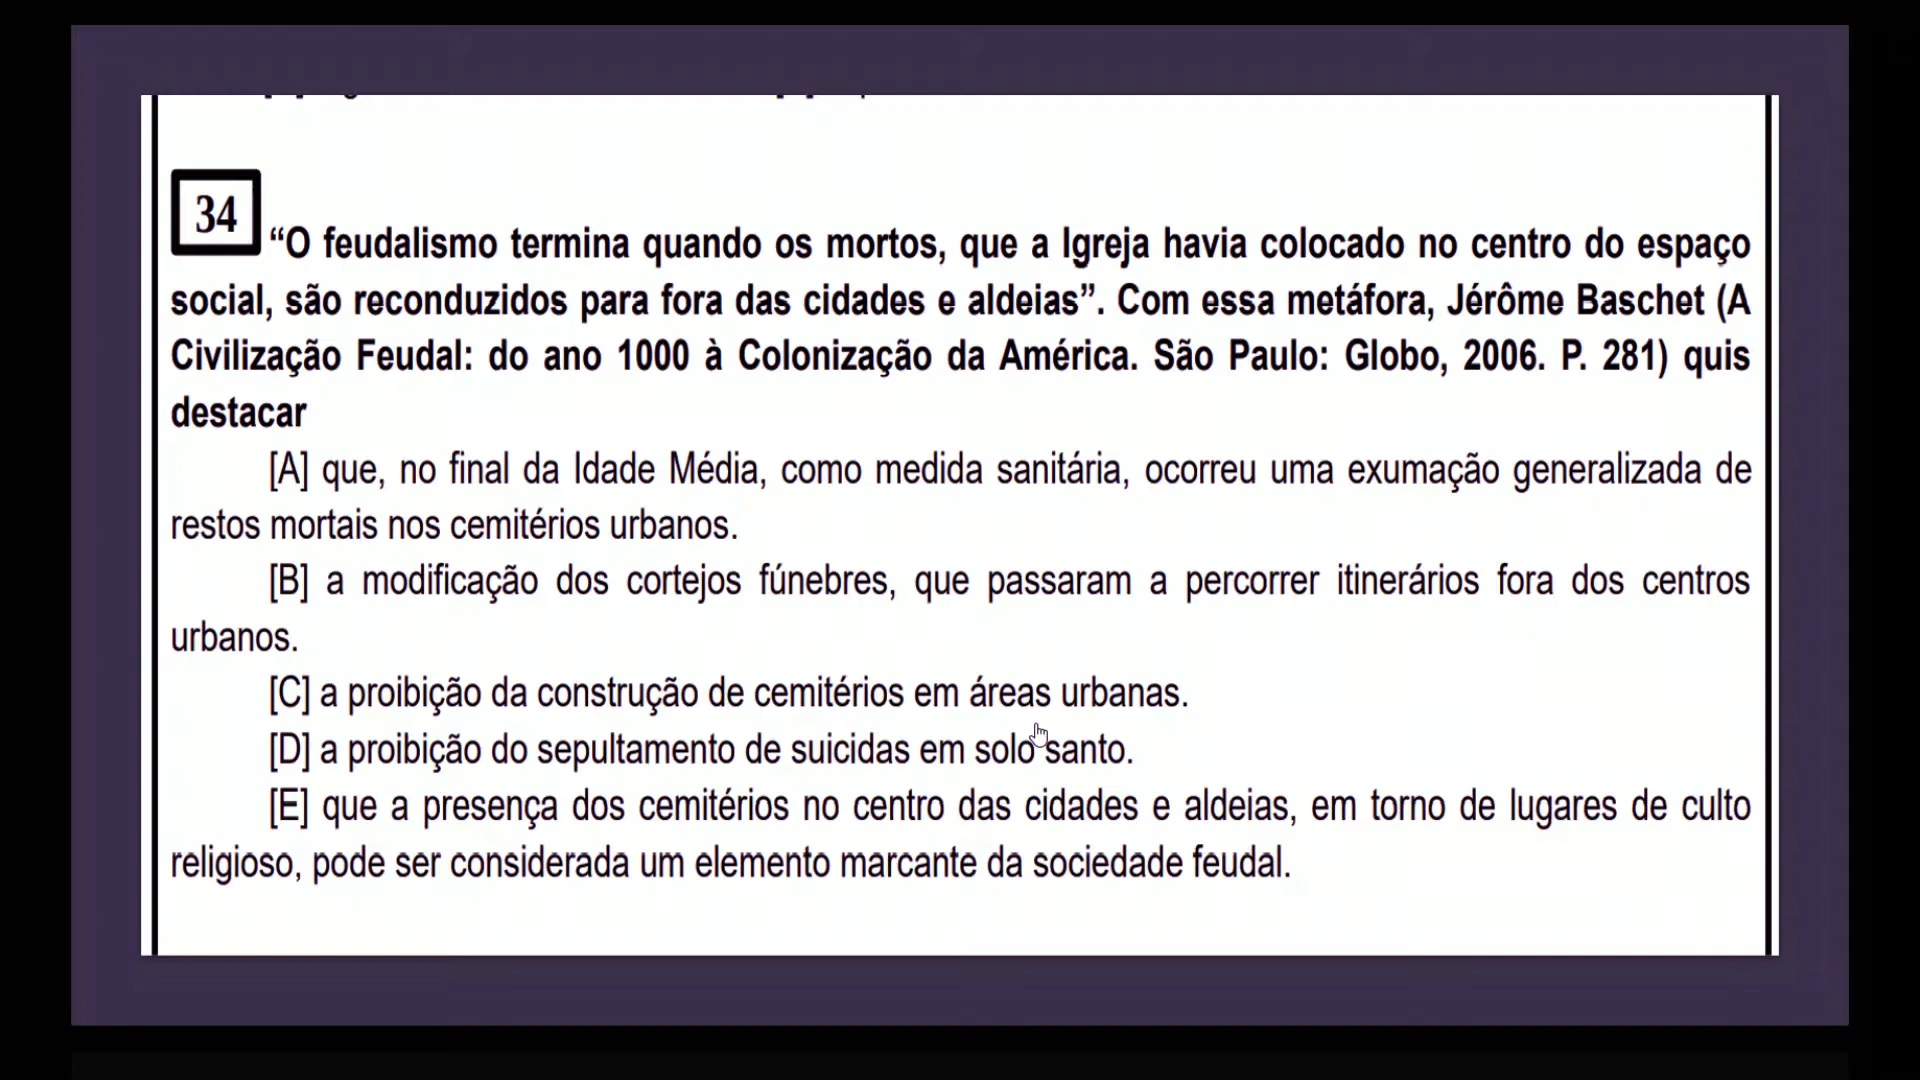 34
“O feudalismo termina quando os mortos, que a Igreja havia colocado no centro do espaço
social, são reconduzidos para fora das cidades e aldeias”. Com essa metáfora, Jérôme Baschet (A
Civilização Feudal: do ano 1000 à Colonização da América. São Paulo: Globo, 2006. P. 281) quis
destacar
[A] que, no final da Idade Média, como medida sanitária, ocorreu uma exumação generalizada de
restos mortais nos cemitérios urbanos.
[B] a modificação dos cortejos fúnebres, que passaram a percorrer itinerários fora dos centros
urbanos.
[C] a proibição da construção de cemitérios em áreas urbanas.
[D] a proibição do sepultamento de suicidas em solo santo.
[E] que a presença dos cemitérios no centro das cidades e aldeias, em torno de lugares de culto
religioso, pode ser considerada um elemento marcante da sociedade feudal.